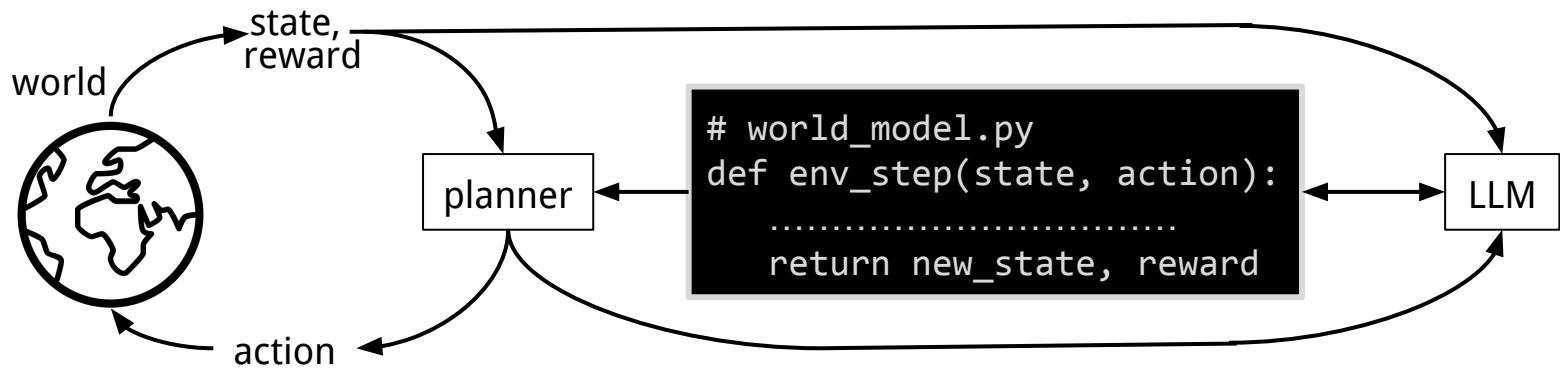 state,
reward
world
# world_model.py
def env_step(state, action):
................................
return new_state, reward
planner
LLM
action